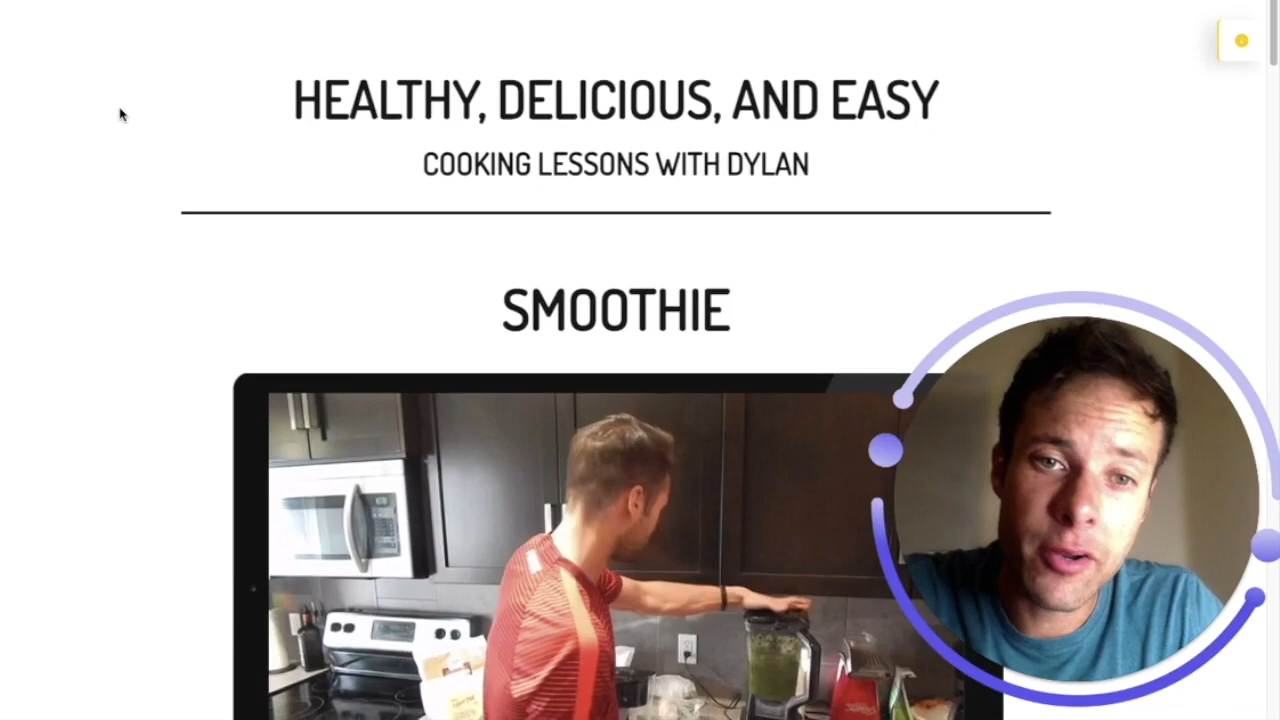 HEALTHY, DELICIOUS, AND EASY
COOKING LESSONS WITH DYLAN
SMOOTHIE